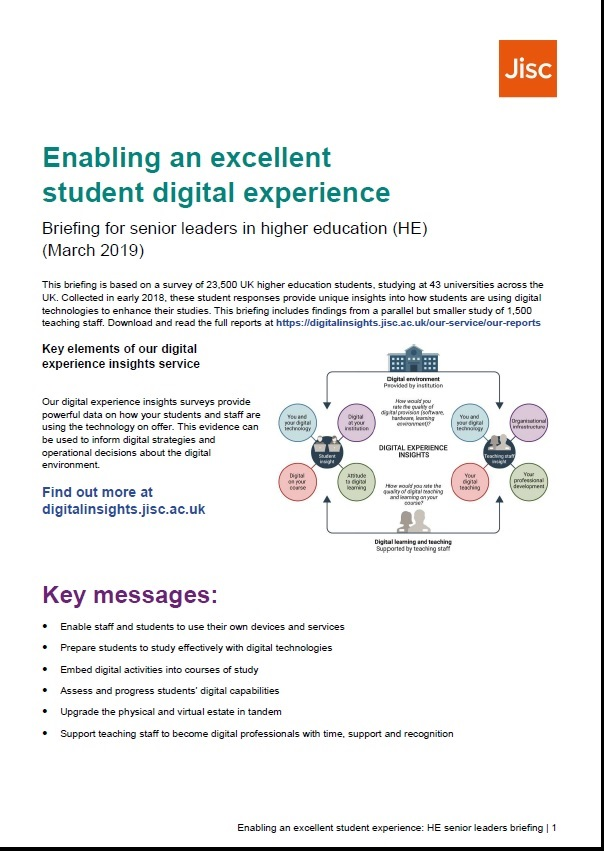 Jisc
Enabling an excellent
student digital experience
Briefing for senior leaders in higher education (HE)
(March 2019)
This briefing is based on a survey of 23,500 UK higher education students, studying at 43 universities across the
UK. Collected in early 2018, these student responses provide unique insights into how students are using digital
technologies to enhance their studies. This briefing includes findings from a parallel but smaller study of 1,500
teaching staff. Download and read the full reports at https://digitalinsights.jisc.ac.uk/our-service/our-reports
Key elements of our digital
experience insights service
Our digital experience insights surveys provide
powerful data on how your students and staff are
using the technology on offer. This evidence can
be used to inform digital strategies and
operational decisions about the digital
environment.
Find out more at
digitalinsights.jisc.ac.uk
Digital environment
Provided by institution
How would you
rate the quality of
digital provision (software,
hardware, learning
environment)?
You and
your digital
technology
Digital
at your
institution
Student
insight
Digital
on your
course
Attitude
to digital
learning
DIGITAL EXPERIENCE
INSIGHTS
You and
your digital
technology
Organisational
infrastructure
Teaching staff
insight
Your
digital
teaching
Your
professional
development
How would you rate the
quality of digital teaching
and learning on your
course?
Digital learning and teaching
Supported by teaching staff
Key messages:
• Enable staff and students to use their own devices and services
• Prepare students to study effectively with digital technologies
• Embed digital activities into courses of study
• Assess and progress students' digital capabilities
• Upgrade the physical and virtual estate in tandem
• Support teaching staff to become digital professionals with time, support and recognition
Enabling an excellent student experience: HE senior leaders briefing | 1